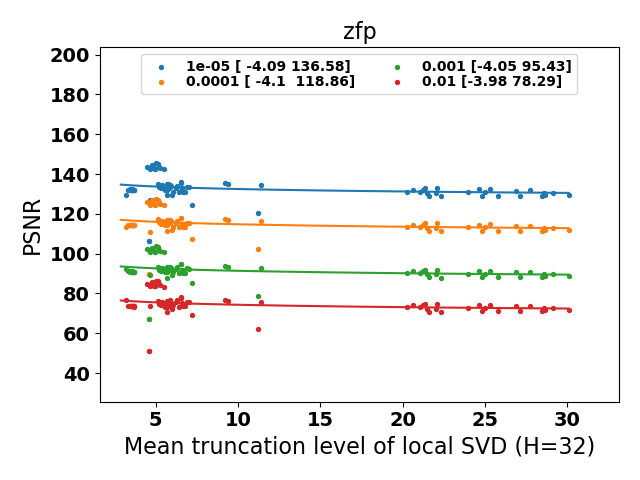 zfp
1e-05 [ -4.09 136.58]
0.0001 [ -4.1  118.86]
0.001 [-4.05 95.43]
0.01 [-3.98 78.29]
PSNR
200
180
160
140
120
100
80
60
40
5 10 15 20 25 30
Mean truncation level of local SVD (H=32)